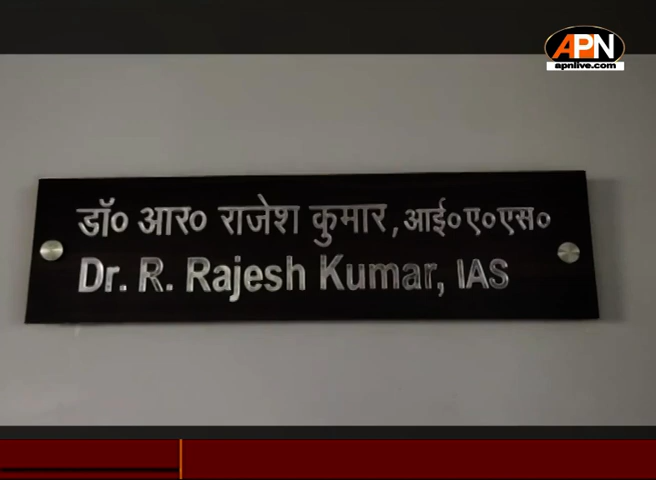 APN
apnlive.com
डॉ० आर० राजेश कुमार, आई०ए०एस०
Dr. R. Rajesh Kumar, IAS